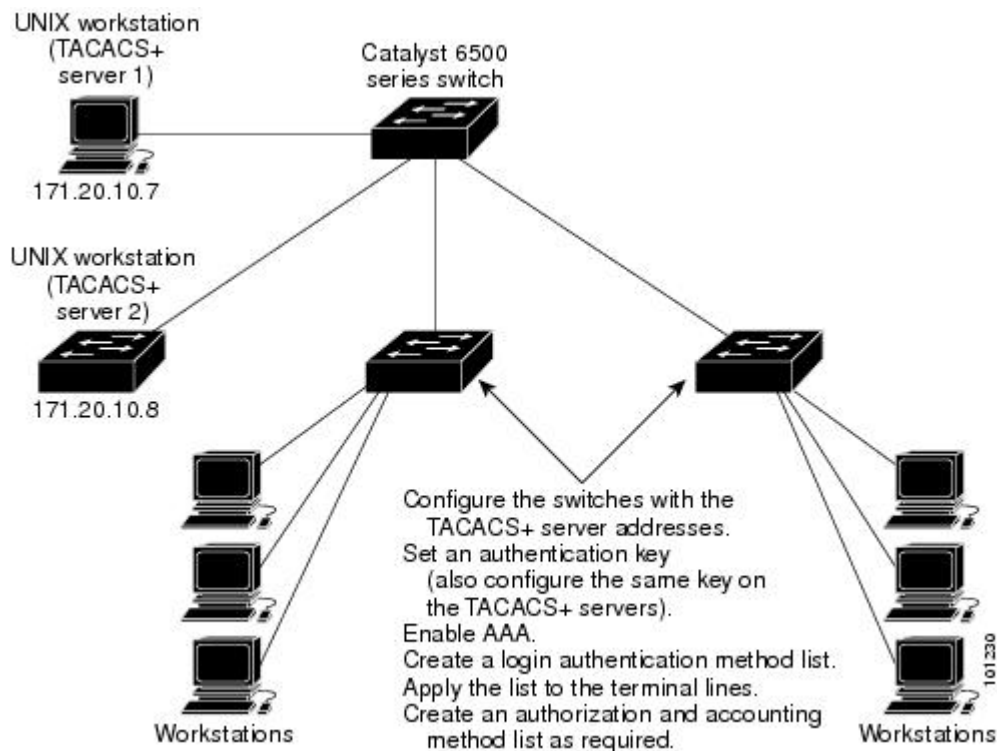 UNIX workstation
(TACACS+
server 1)
Catalyst 6500
series switch
171.20.10.7
UNIX workstation
(TACACS+
server 2)
171.20.10.8
Configure the switches with the
TACACS+ server addresses.
Set an authentication key
(also configure the same key on
the TACACS+ servers).
Enable AAA.
Create a login authentication method list.
Apply the list to the terminal lines.
Create an authorization and accounting
method list as required.
Workstations
Workstations
101230